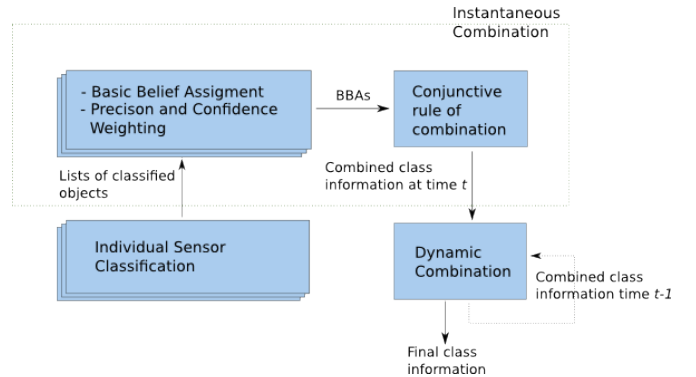 Instantaneous
Combination
- Basic Belief Assigment
- Precison and Confidence
Weighting
BBAs
Conjunctive
rule of
combination
Lists of classified
objects
Combined class
information at time t
Individual Sensor
Classification
Dynamic
Combination
Combined class
information time t-1
Final class
information